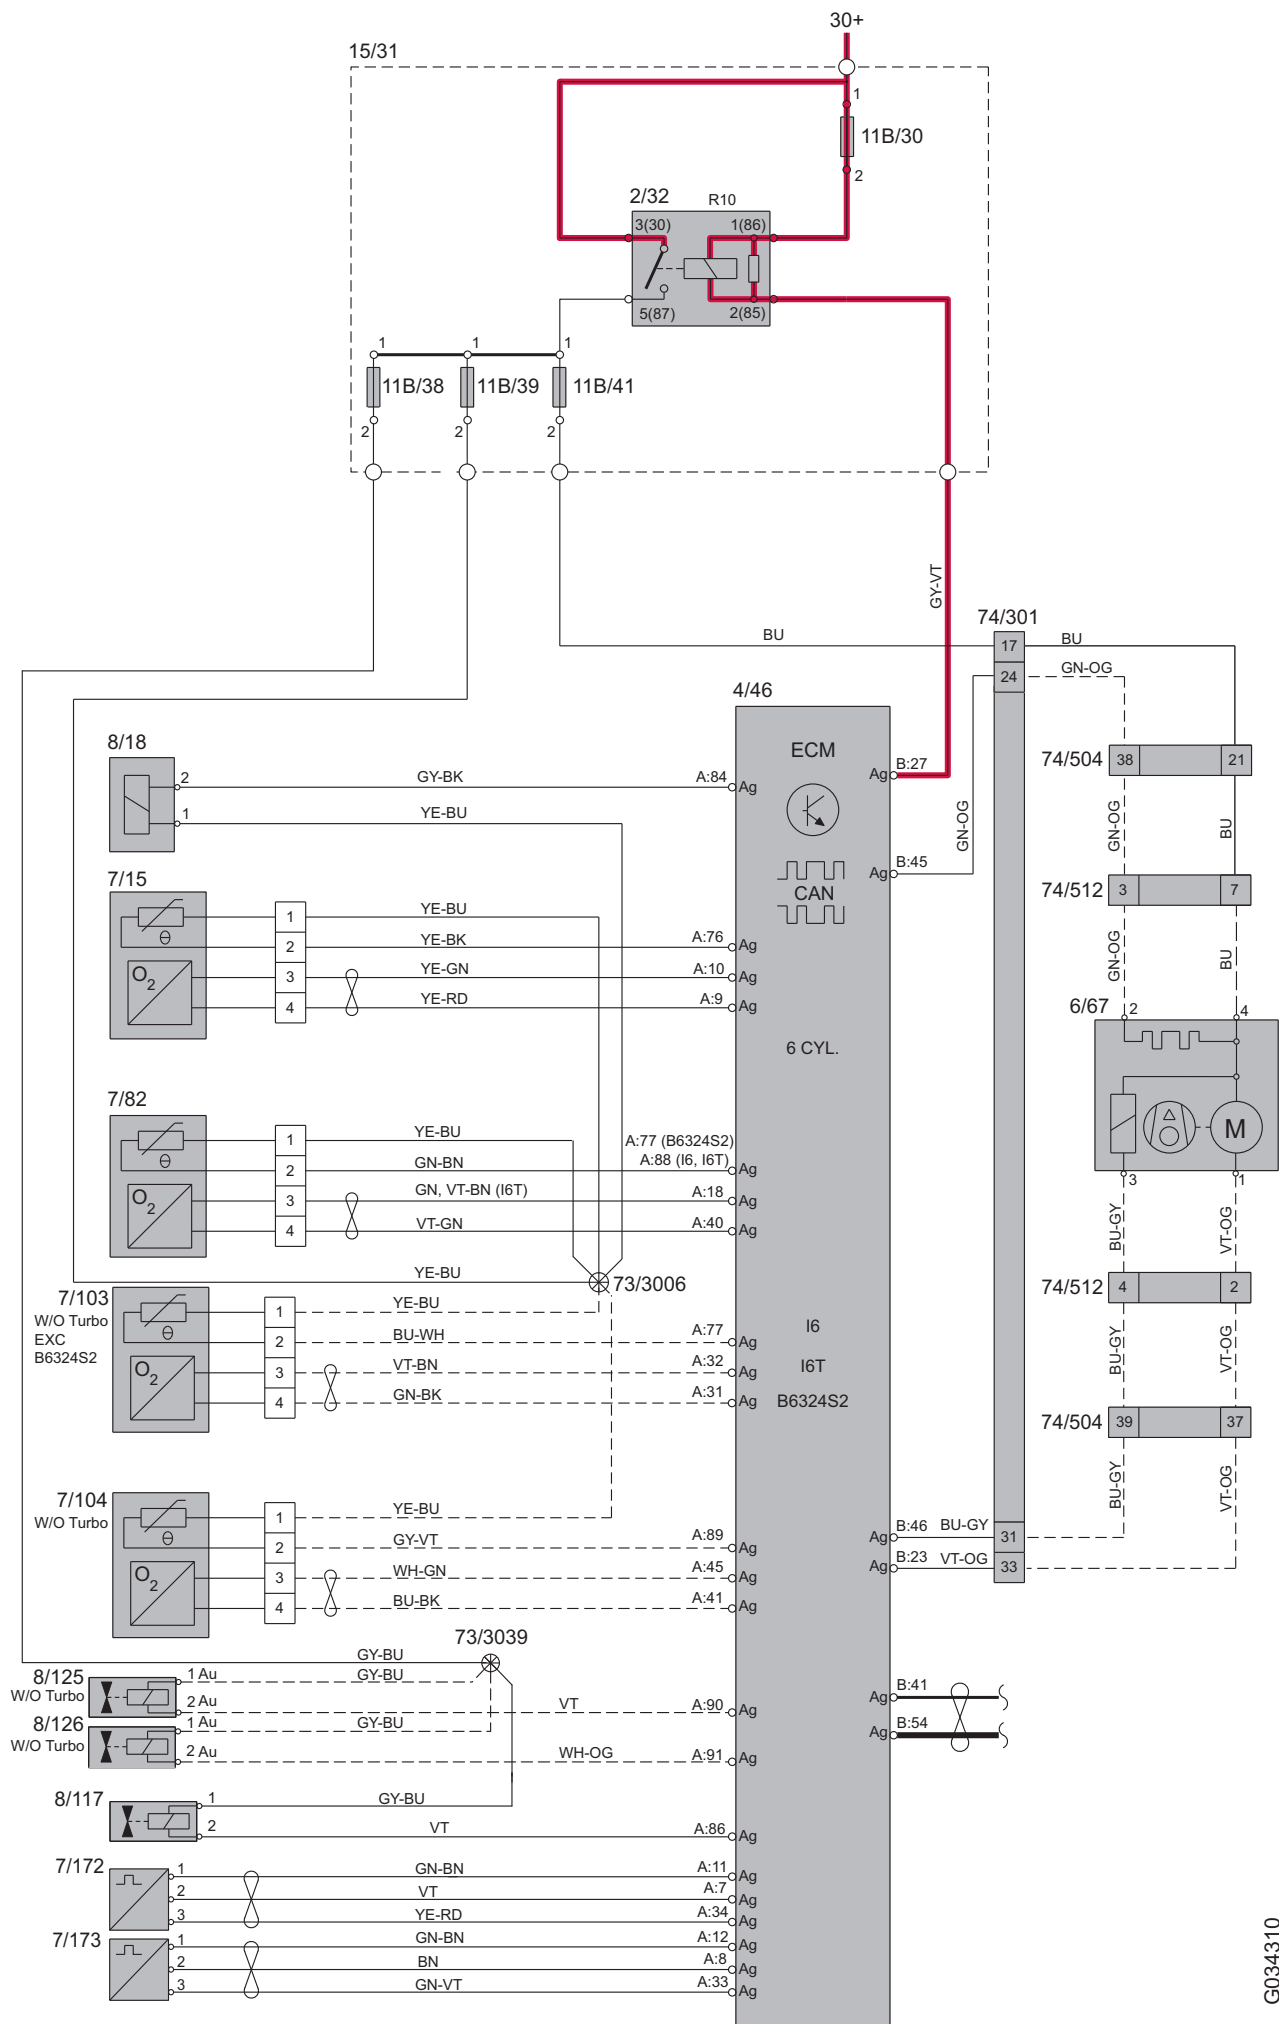 30+
15/31
1
11B/30
2
2/32 R10
3(30) 1(86)
5(87) 2(85)
1 1 1
11B/38 11B/39 11B/41
2 2 2
GY-VT
74/301
BU 17 BU
24 GN-OG
4/46
8/18
ECM
B:27
Ag
74/504 38 21
2 GY-BK A:84 Ag
1 YE-BU
GN-OG
GN-OG BU
B:45
Ag
CAN
7/15
74/512 3 7
1 YE-BU
2 YE-BK A:76 Ag
O2
3 YE-GN A:10 Ag
4 YE-RD A:9 Ag
GN-OG BU
6/67 2 4
6 CYL.
M
3 1
7/82
1 YE-BU
A:77 (B6324S2)
2 GN-BN A:88 (I6, I6T) Ag
O2
3 GN, VT-BN (I6T) A:18 Ag
4 VT-GN A:40 Ag
BU-GY VT-OG
YE-BU 73/3006
74/512 4 2
7/103
W/O Turbo
EXC
B6324S2
1 YE-BU
2 BU-WH A:77 Ag
O2
3 VT-BN A:32 Ag
4 GN-BK A:31 Ag
I6
I6T
B6324S2
BU-GY VT-OG
74/504 39 37
BU-GY VT-OG
7/104
W/O Turbo
1 YE-BU
2 GY-VT A:89 Ag
O2
3 WH-GN A:45 Ag
4 BU-BK A:41 Ag
Ag B:46 BU-GY 31
Ag B:23 VT-OG 33
73/3039
GY-BU
8/125
W/O Turbo
1 Au GY-BU
2 Au VT A:90 Ag
8/126
W/O Turbo
1 Au GY-BU
2 Au WH-OG A:91 Ag
Ag B:41
Ag B:54
8/117
1 GY-BU
2 VT A:86 Ag
7/172
1 GN-BN A:11 Ag
2 VT A:7 Ag
3 YE-RD A:34 Ag
7/173
1 GN-BN A:12 Ag
2 BN A:8 Ag
3 GN-VT A:33 Ag
G034310